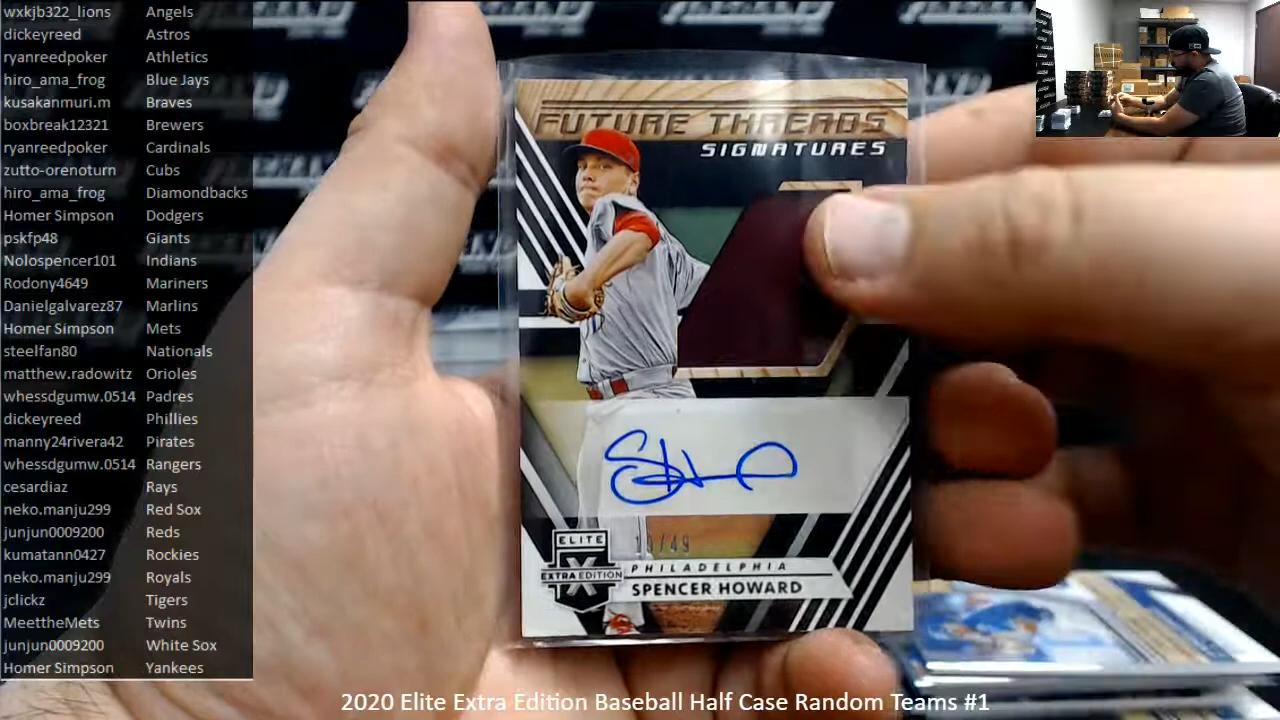 wxkjb322_lions Angels
dickeyreed Astros
ryanreedpoker Athletics
hiro_ama_frog Blue Jays
kusakanmuri.m Braves
boxbreak12321 Brewers
ryanreedpoker Cardinals
zutto-orenoturn Cubs
hiro_ama_frog Diamondbacks
Homer Simpson Dodgers
pskfp48 Giants
Nolospencer101 Indians
Rodony4649 Mariners
Danielgalvarez87 Marlins
Homer Simpson Mets
steelfan80 Nationals
matthew.radowitz Orioles
whessdgumw.0514 Padres
dickeyreed Phillies
manny24rivera42 Pirates
whessdgumw.0514 Rangers
cesardiaz Rays
neko.manju299 Red Sox
junjun0009200 Reds
kumatann0427 Rockies
neko.manju299 Royals
jclickz Tigers
MeettheMets Twins
junjun0009200 White Sox
Homer Simpson Yankees
FUTURE THREADS
SIGNATURES
ELITE
X
EXTRA EDITION
PHILADELPHIA
SPENCER HOWARD
2020 Elite Extra Edition Baseball Half Case Random Teams #1